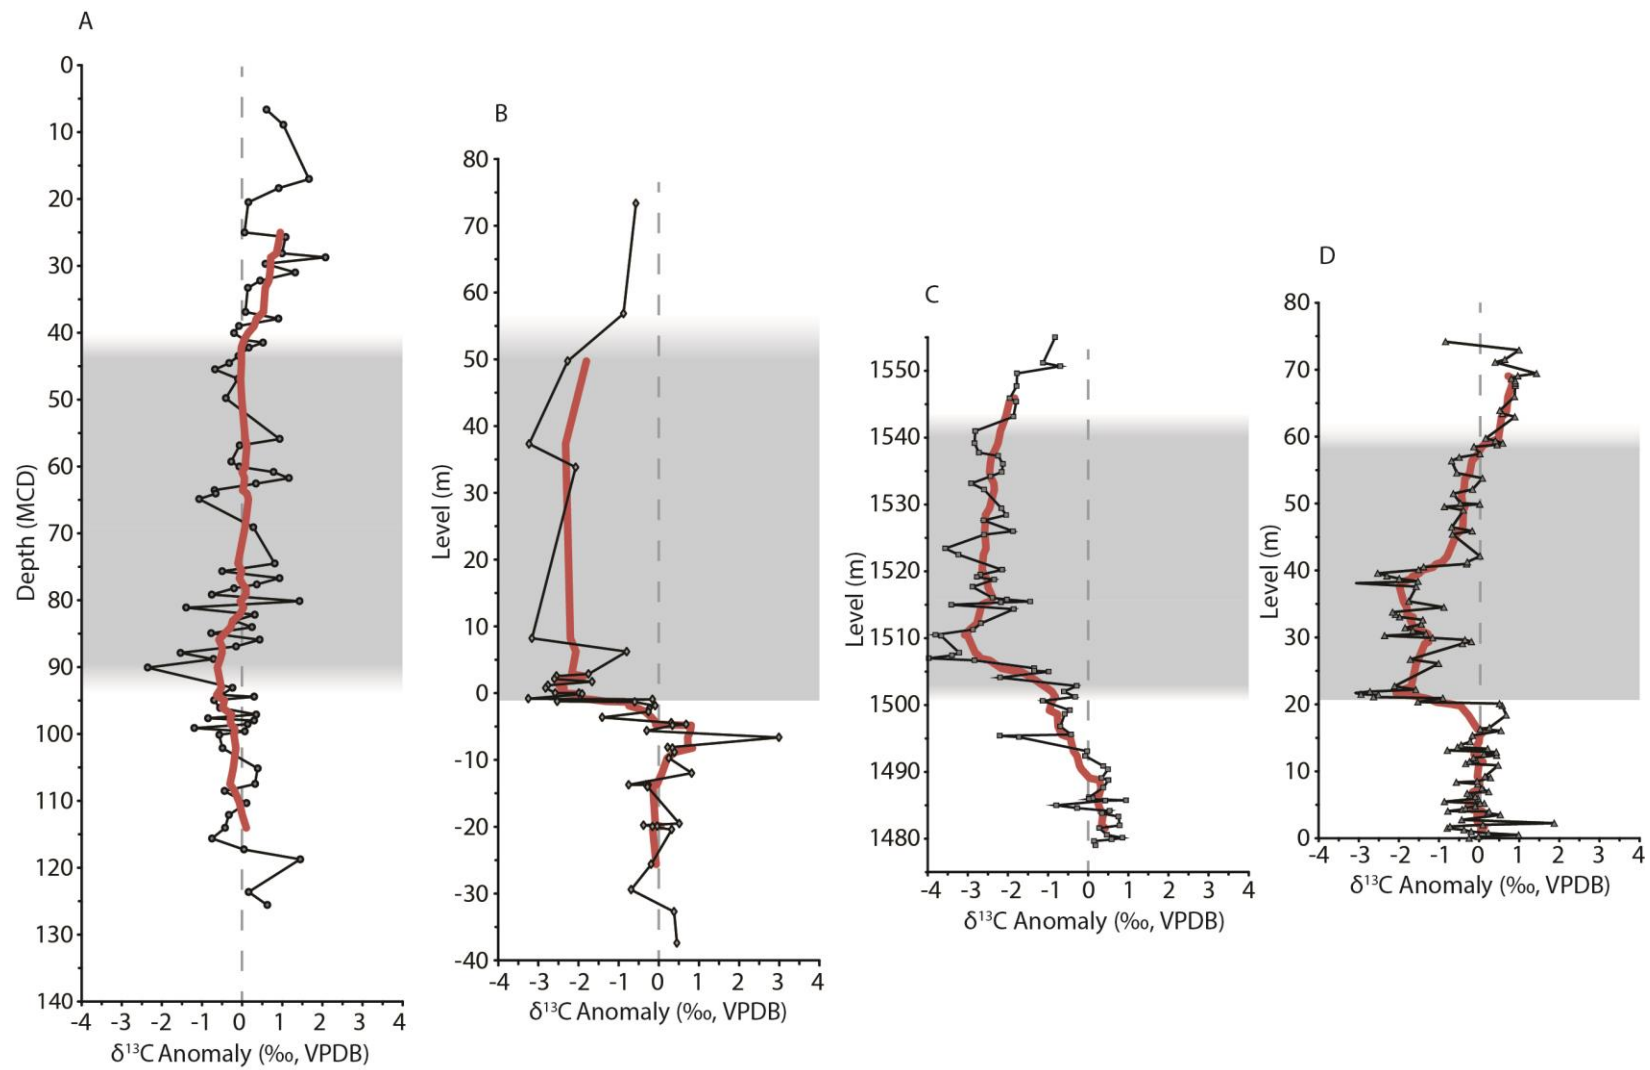 A
0
10
20
30
40
50
60
70
80
90
100
110
120
130
140
Depth (MCD)
-4 -3 -2 -1 0 1 2 3 4
δ¹³C Anomaly (‰, VPDB)
B
80
70
60
50
40
30
20
10
0
-10
-20
-30
-40
Level (m)
-4 -3 -2 -1 0 1 2 3 4
δ¹³C Anomaly (‰, VPDB)
C
1550
1540
1530
1520
1510
1500
1490
1480
Level (m)
-4 -3 -2 -1 0 1 2 3 4
δ¹³C Anomaly (‰, VPDB)
D
80
70
60
50
40
30
20
10
0
Level (m)
-4 -3 -2 -1 0 1 2 3 4
δ¹³C Anomaly (‰, VPDB)